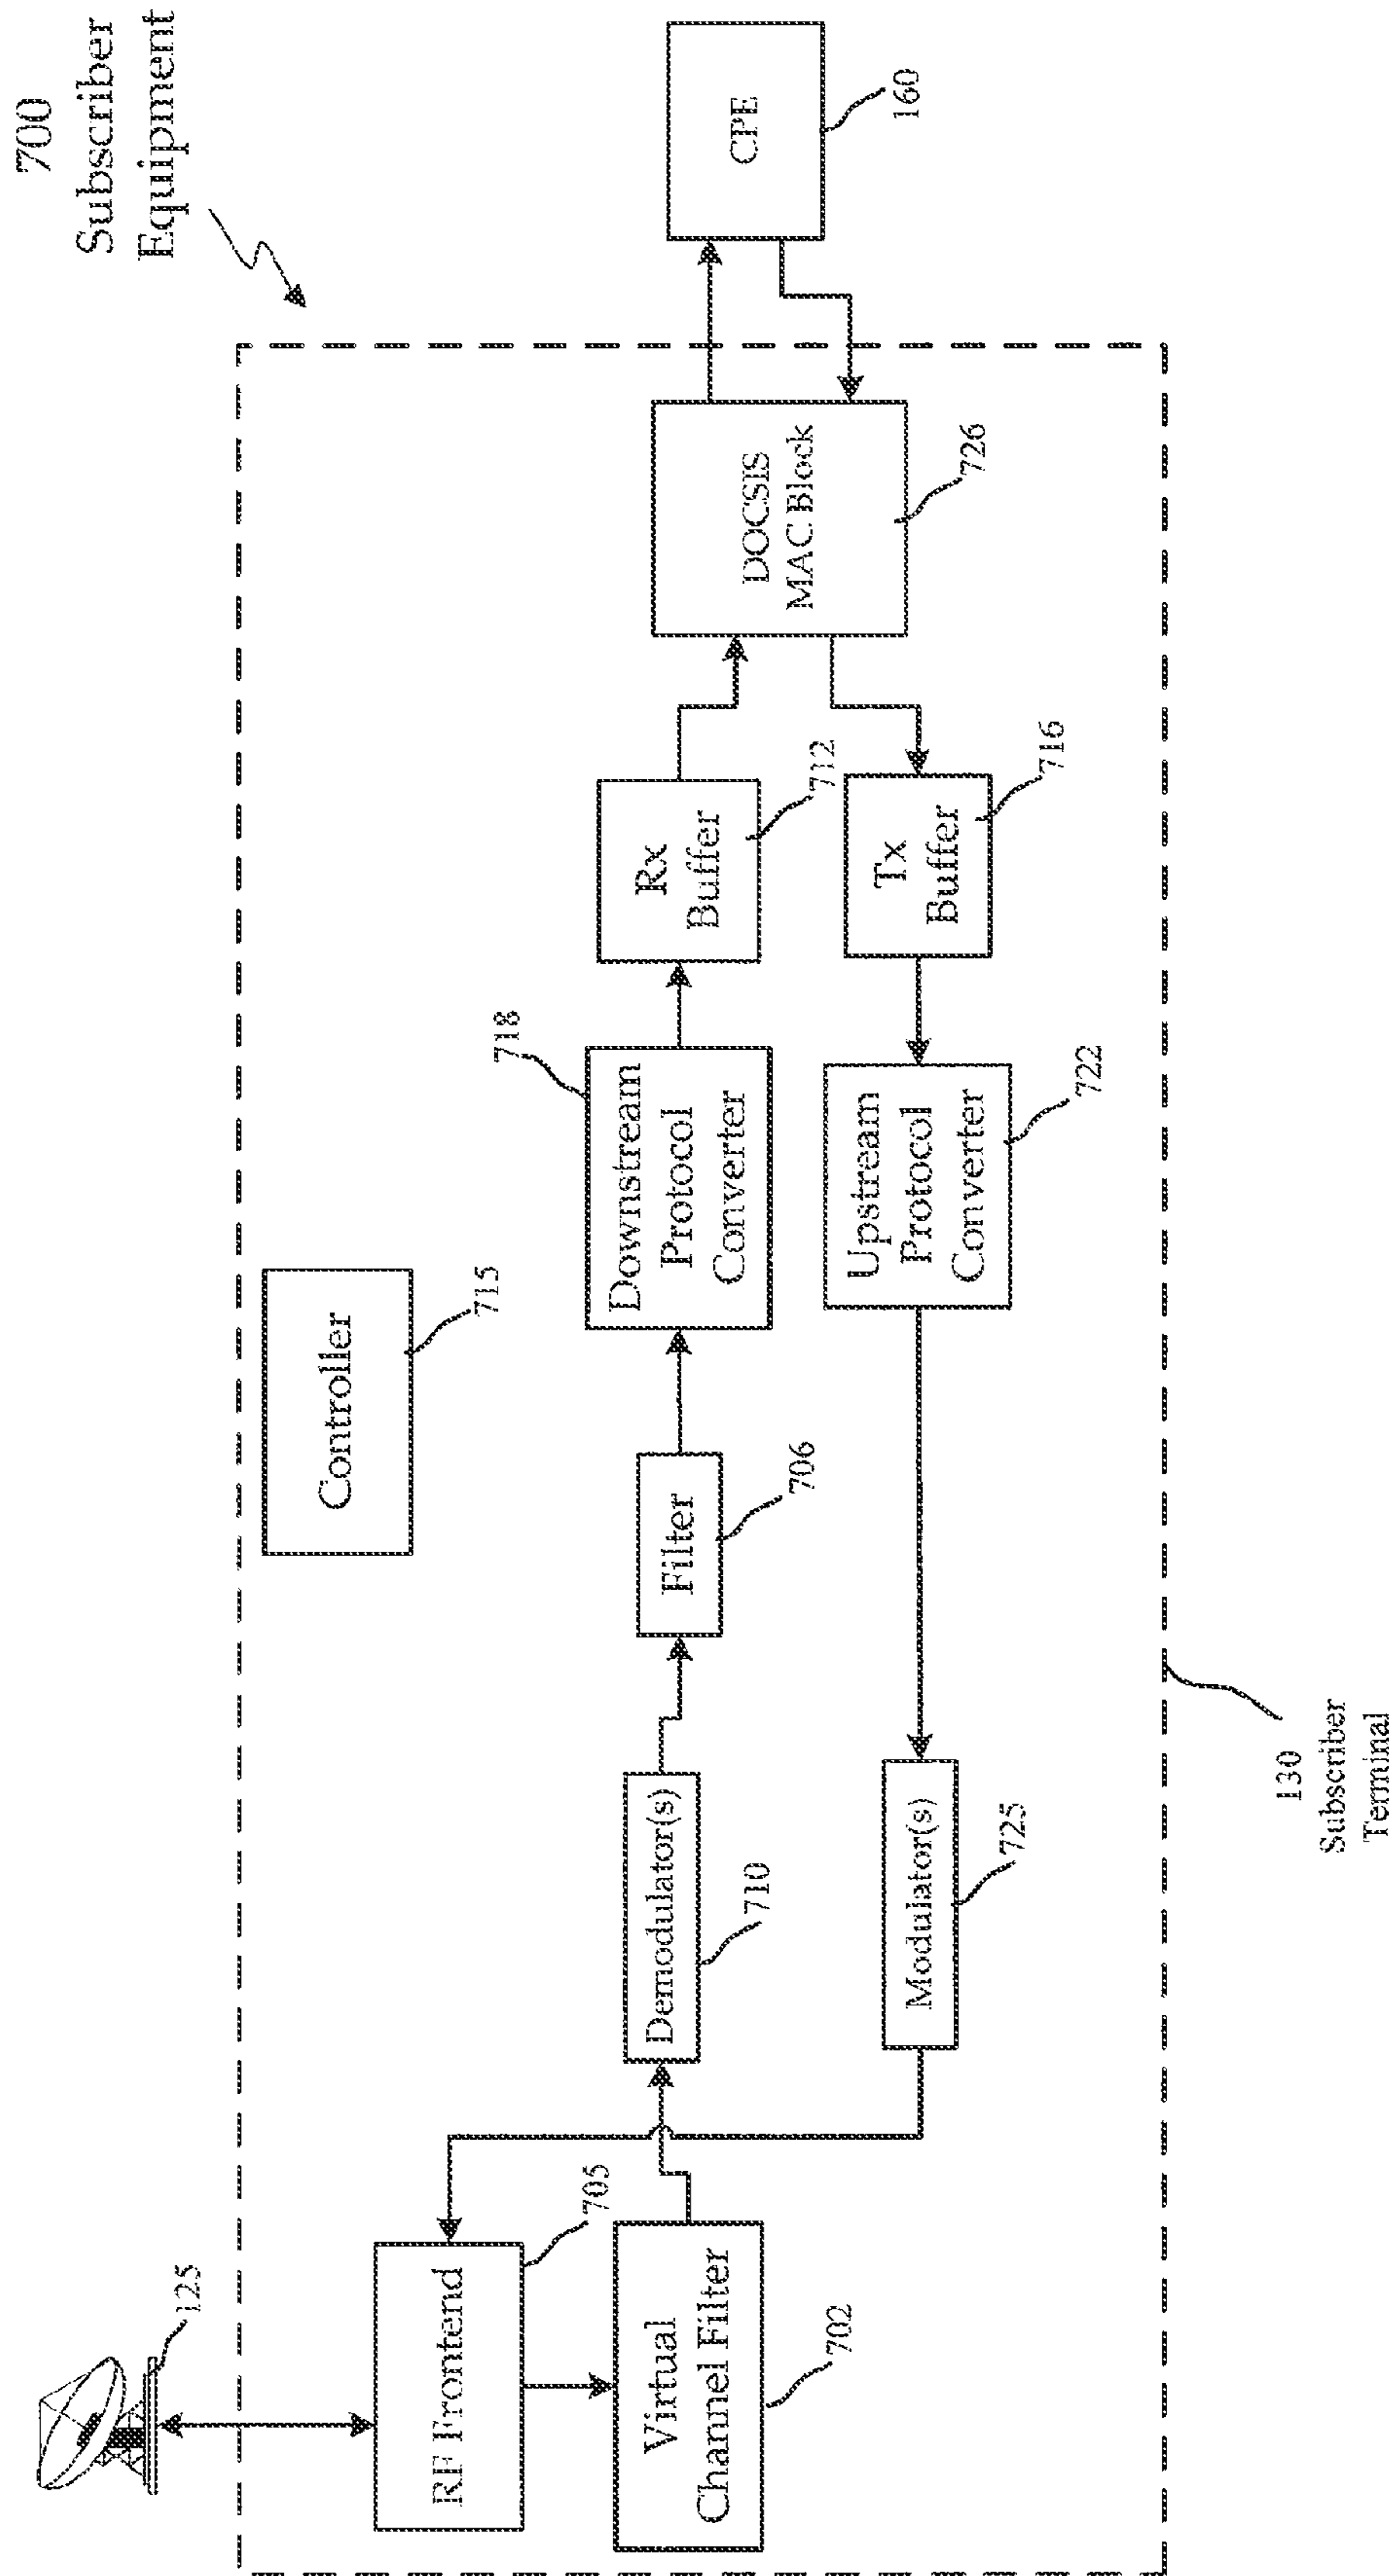 700
Subscriber
Equipment
125
RF Frontend
705
Virtual
Channel Filter
702
Demodulator(s)
710
Modulator(s)
725
Controller
715
Filter
706
718
Downstream
Protocol
Converter
Upstream
Protocol
Converter
722
Rx
Buffer
712
Tx
Buffer
716
DOCSIS
MAC Block
726
CPE
160
130
Subscriber
Terminal